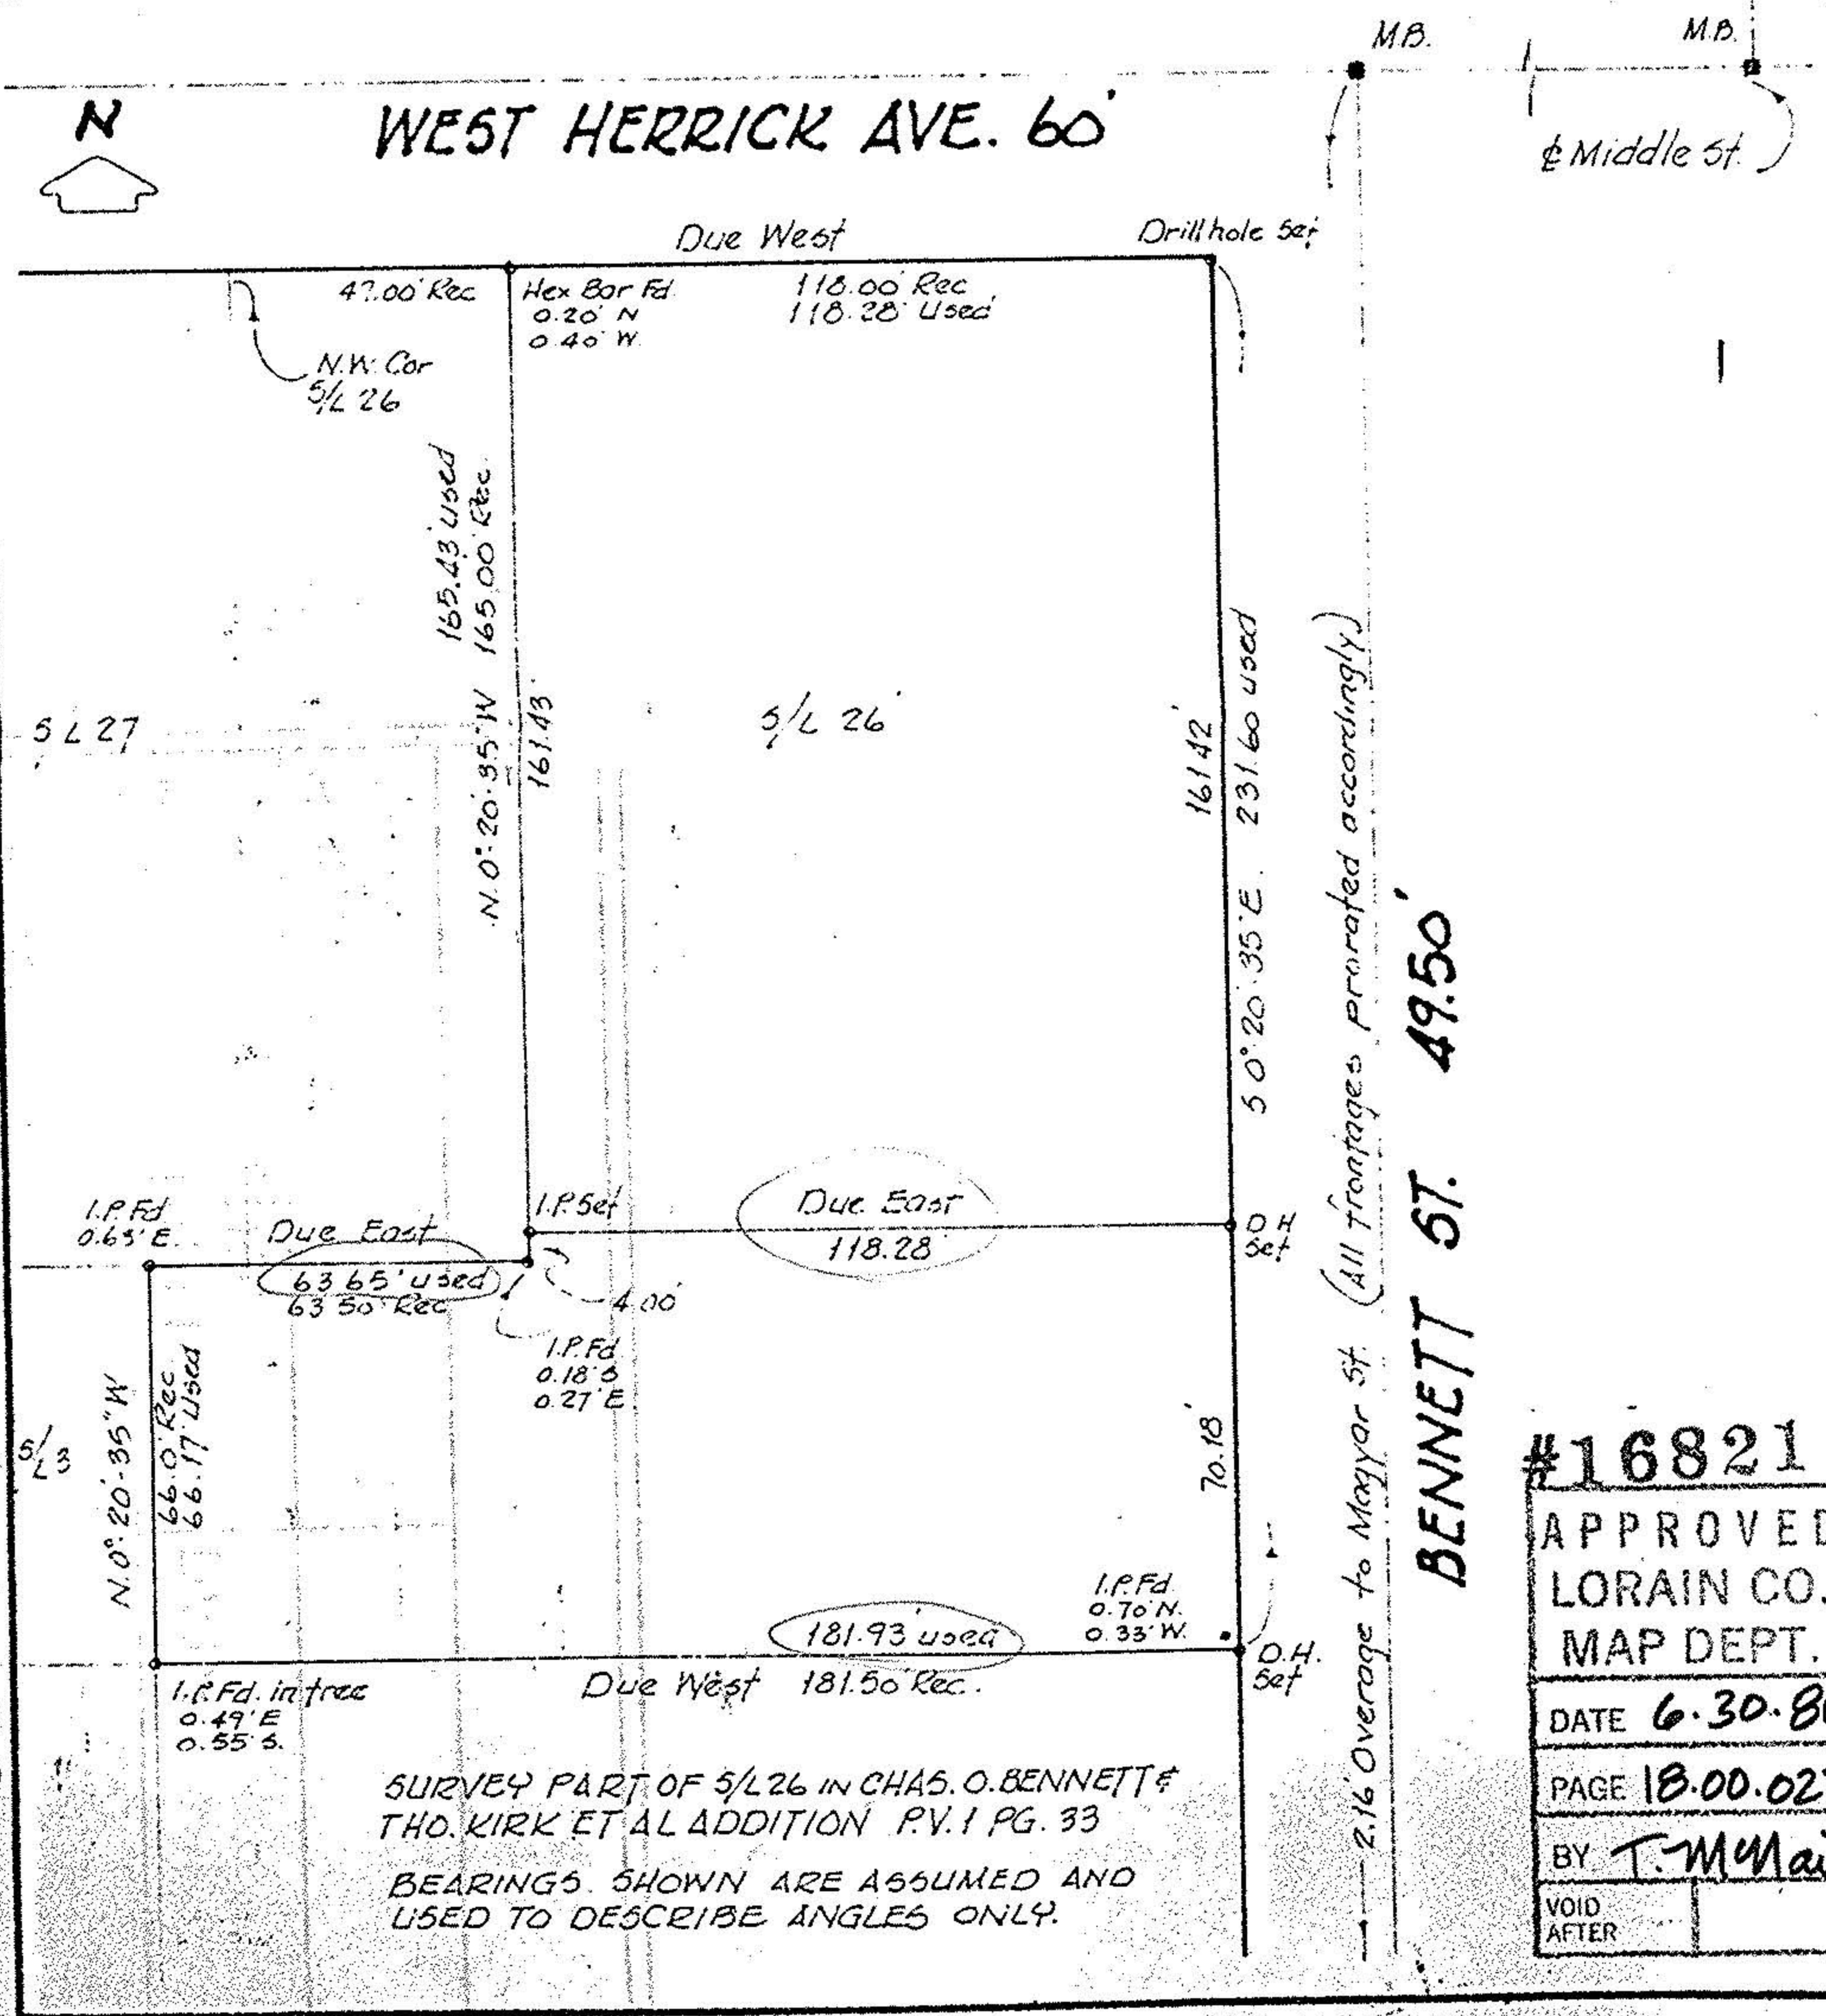 M.B.
M.B.
N
WEST HERRICK AVE. 60'
₵ Middle St.
Due West
Drillhole Set
47.00' Rec
Hex Bar Fd.
0.20' N
0.40' W.
118.00' Rec
118.28' Used
N.W. Cor
S/L 26
165.43' used
165.00' Rec.
N.0°-20'-35"W
161.43'
S L 27
S/L 26
161.42'
231.60 used
S 0°-20'-35"E.
(All frontages prorated accordingly)
2.16' Overage to Magyar St.
BENNETT ST. 49.50'
I.P. Fd
0.63' E.
Due East
63.65' used
63.50' Rec
I.P. Set
4.00'
I.P. Fd.
0.18' S
0.27' E
Due East
118.28'
D.H
Set
S/L 3
N.0°-20'-35"W
66.0' Rec.
66.17' Used
70.18'
I.P. Fd.
0.70' N.
0.33' W.
181.93' used
Due West 181.50' Rec.
D.H.
Set
I.P. Fd. in tree
0.49' E
0.55' S.
SURVEY PART OF S/L 26 IN CHAS. O. BENNETT &
THO. KIRK ET AL ADDITION P.V. 1 PG. 33
BEARINGS SHOWN ARE ASSUMED AND
USED TO DESCRIBE ANGLES ONLY.
#16821
APPROVED
LORAIN CO.
MAP DEPT.
DATE 6.30.8
PAGE 18.00.02
BY T.
VOID
AFTER